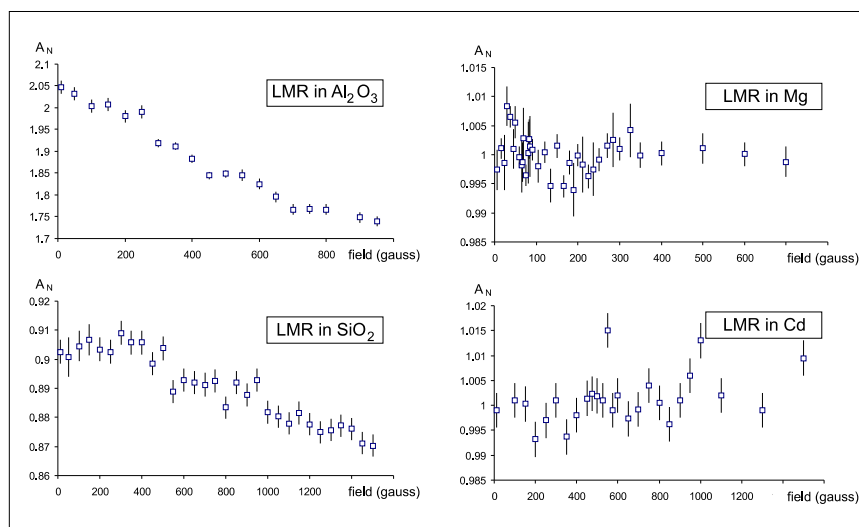 A_N
2.1
2.05
2
1.95
1.9
1.85
1.8
1.75
1.7
LMR in Al₂O₃
0 200 400 600 800 field (gauss)
A_N
1.015
1.01
1.005
1
0.995
0.99
0.985
LMR in Mg
0 100 200 300 400 500 600 700 field (gauss)
A_N
0.92
0.91
0.9
0.89
0.88
0.87
0.86
LMR in SiO₂
0 200 400 600 800 1000 1200 field (gauss)
A_N
1.02
1.015
1.01
1.005
1
0.995
0.99
0.985
LMR in Cd
0 200 400 600 800 1000 1200 field (gauss)